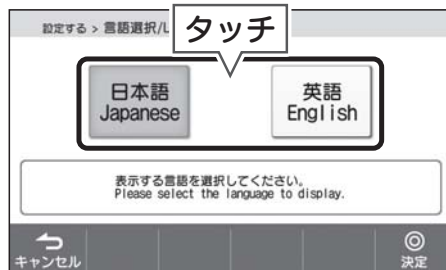 設定する > 言語選択/L
タッチ
日本語
Japanese
英語
English
表示する言語を選択してください。
Please select the language to display.
キャンセル
決定